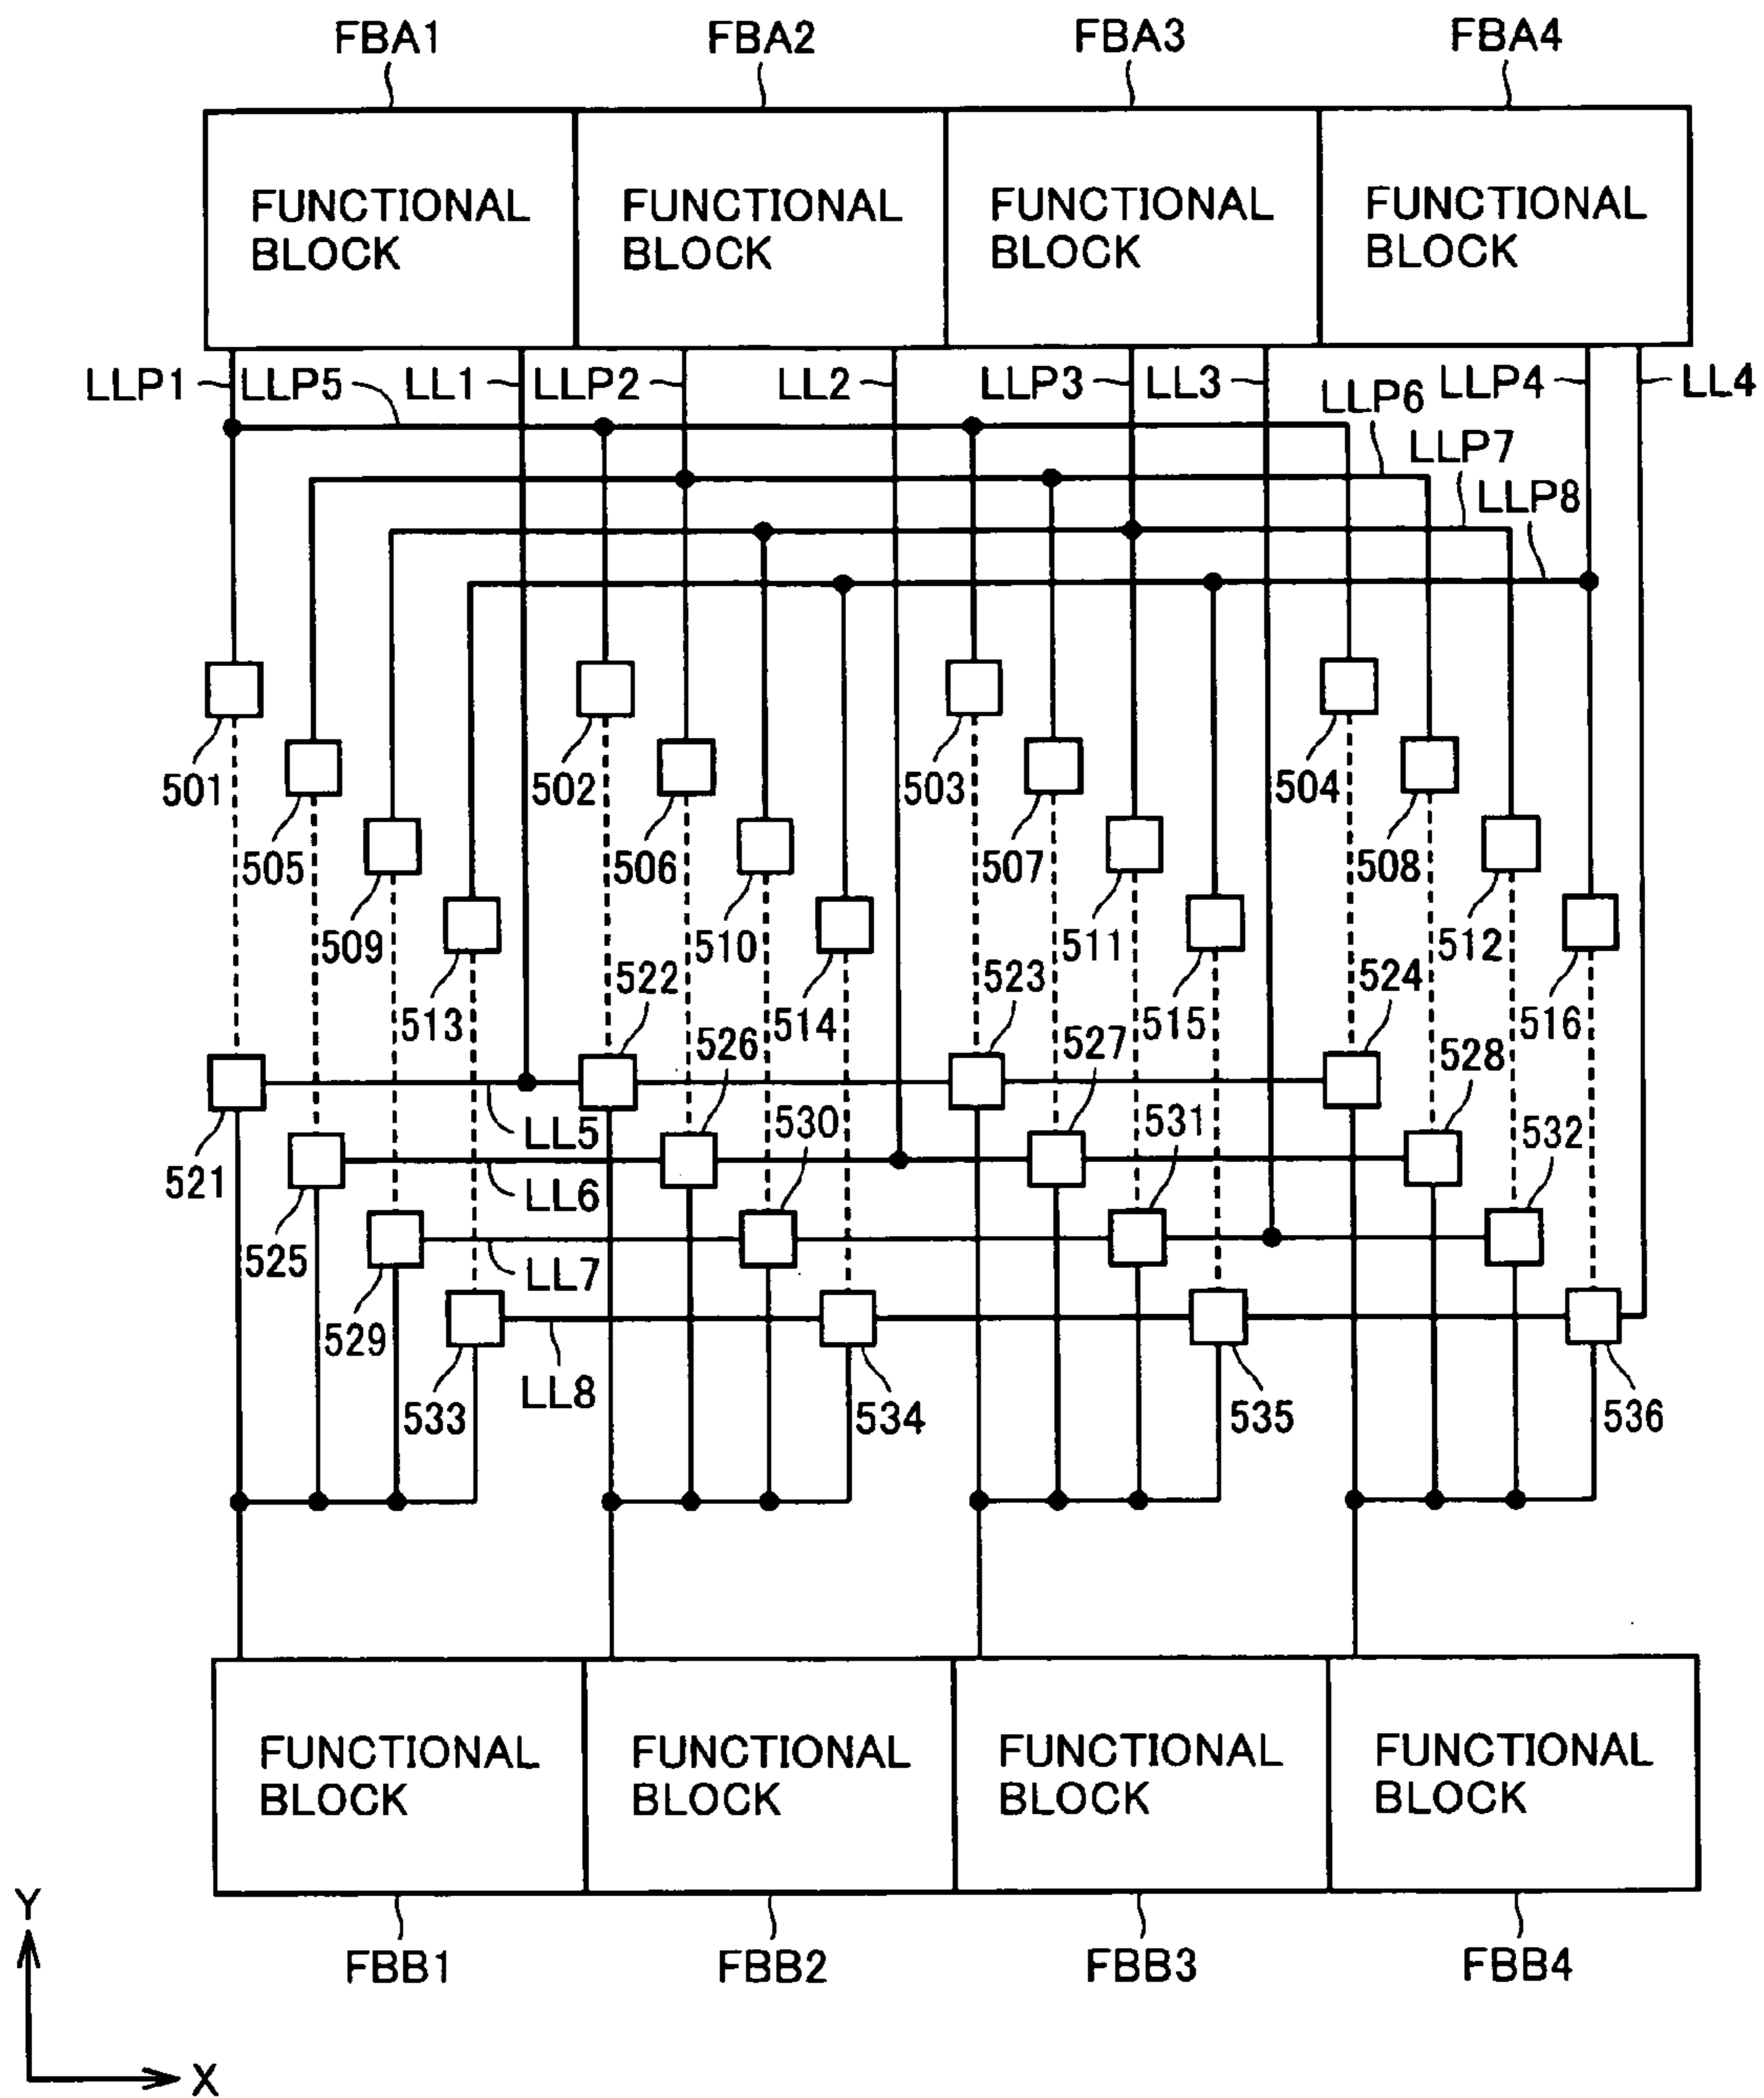 FBA1 FBA2 FBA3 FBA4
FUNCTIONAL BLOCK
FUNCTIONAL BLOCK
FUNCTIONAL BLOCK
FUNCTIONAL BLOCK
LLP1 LLP5 LL1 LLP2 LL2 LLP3 LL3 LLP4 LL4
LLP6
LLP7
LLP8
501 502 503 504
505 506 507 508
509 510 511 512
513 514 515 516
522 523 524
526 527 528
521 LL5 530 531 532
525 LL6
529 LL7
533 LL8 534 535 536
FUNCTIONAL BLOCK
FUNCTIONAL BLOCK
FUNCTIONAL BLOCK
FUNCTIONAL BLOCK
FBB1 FBB2 FBB3 FBB4
Y
X